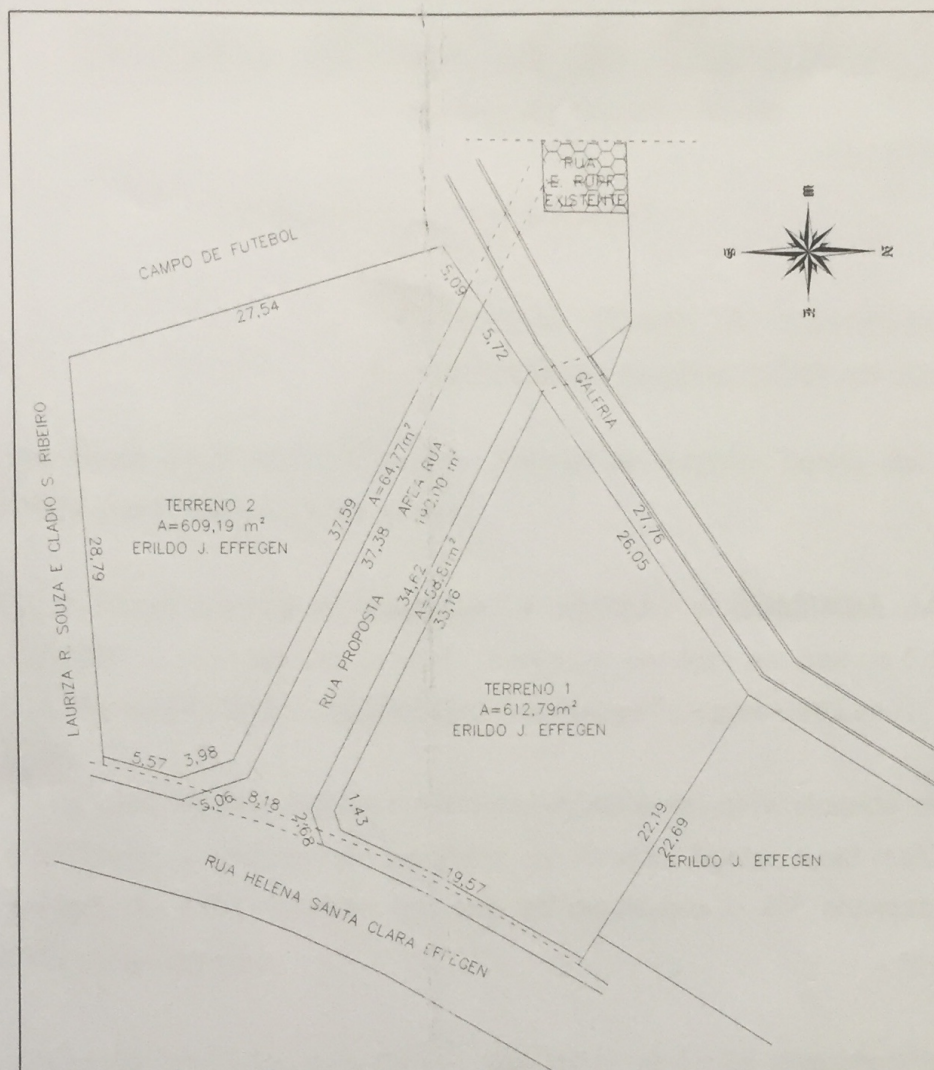 RUA
E. RUPR
EXISTENTE
CAMPO DE FUTEBOL
27,54
5,09
5,72
GALERIA
LAURIZA R. SOUZA E CLADIO S RIBEIRO
28,79
TERRENO 2
A=609,19 m²
ERILDO J. EFFEGEN
37,59
A=64,77m²
37,38
AREA RUA
RUA PROPOSTA
34,62
33,16
27,76
26,05
TERRENO 1
A=612,79m²
ERILDO J. EFFEGEN
5,57
3,98
5,06
8,18
2,68
1,43
19,57
22,19
22,69
ERILDO J. EFFEGEN
RUA HELENA SANTA CLARA EFFEGEN